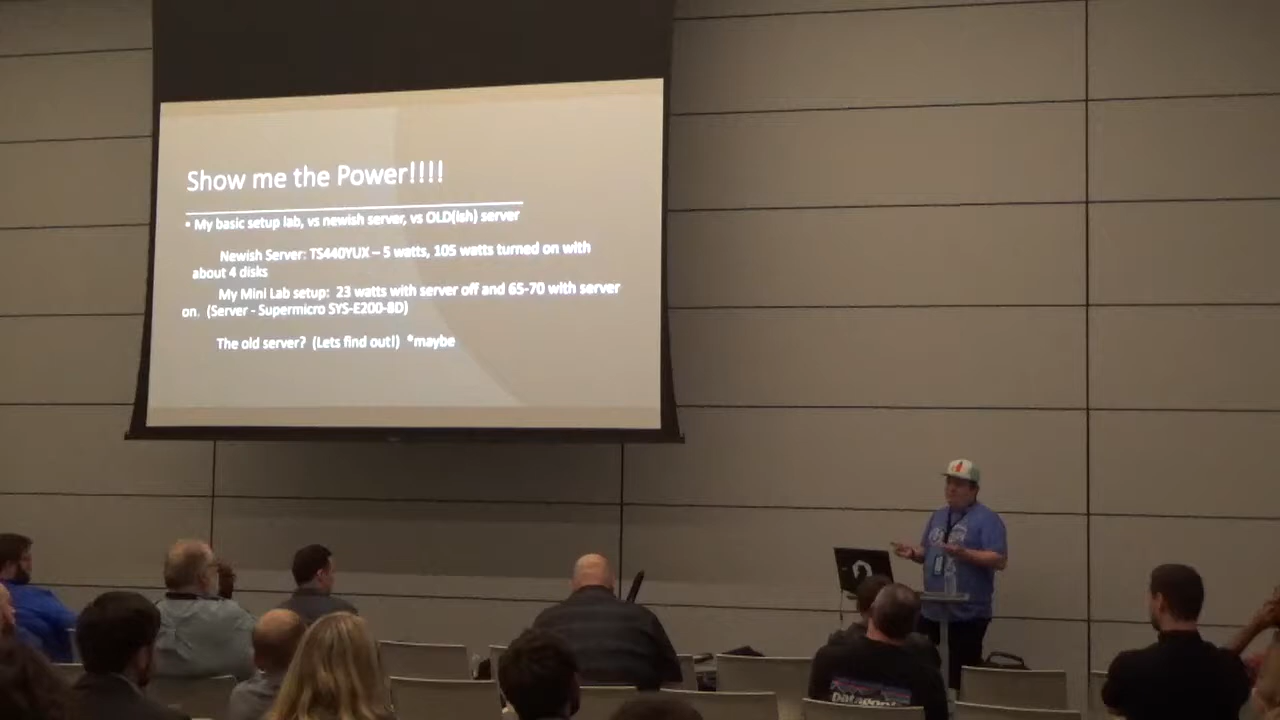 Show me the Power!!!!
• My basic setup lab, vs newish server, vs OLD(ish) server
Newish Server: TS440YUX – 5 watts, 105 watts turned on with
about 4 disks
My Mini Lab setup: 23 watts with server off and 65-70 with server
on. (Server - Supermicro SYS-E200-8D)
The old server? (Lets find out!) *maybe
patagonia